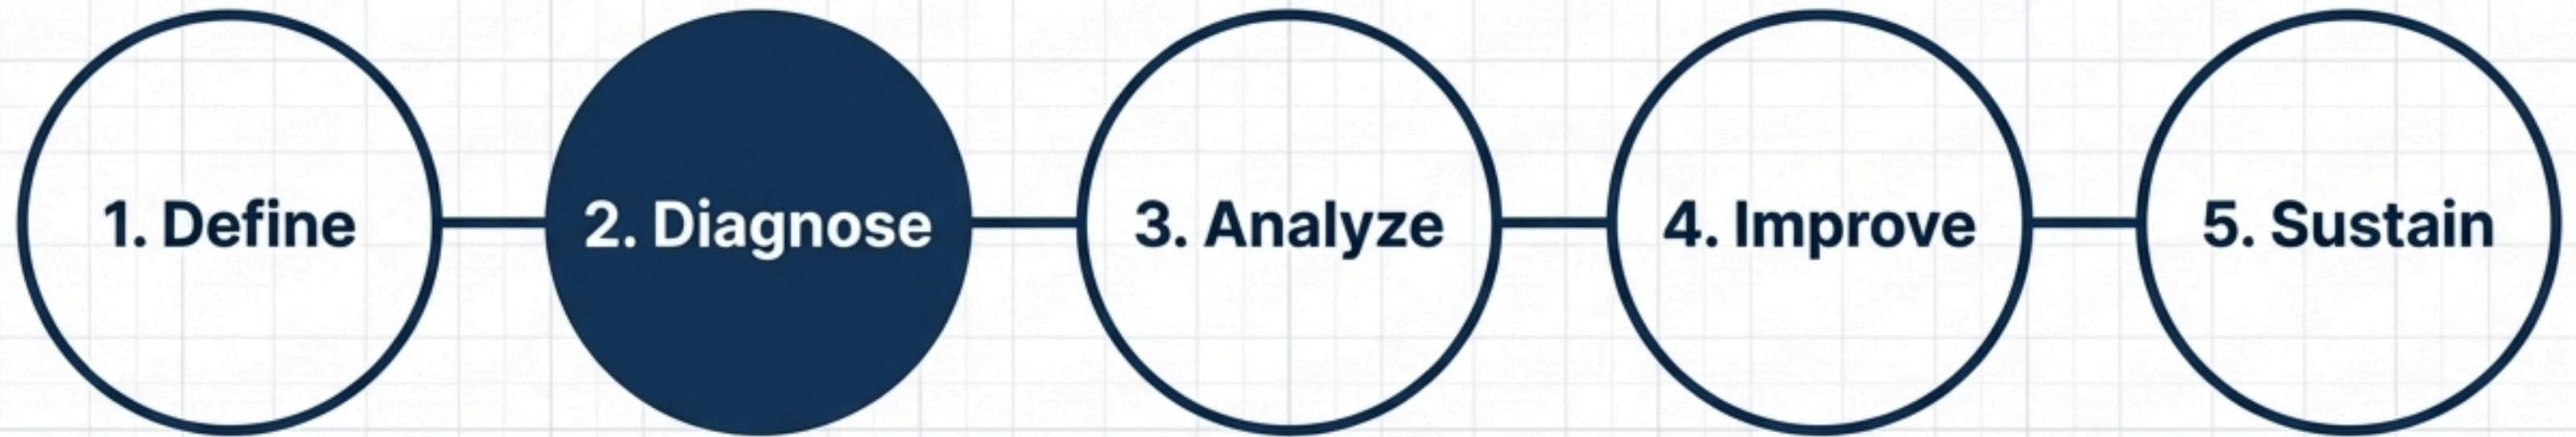 1. Define
2. Diagnose
3. Analyze
4. Improve
5. Sustain